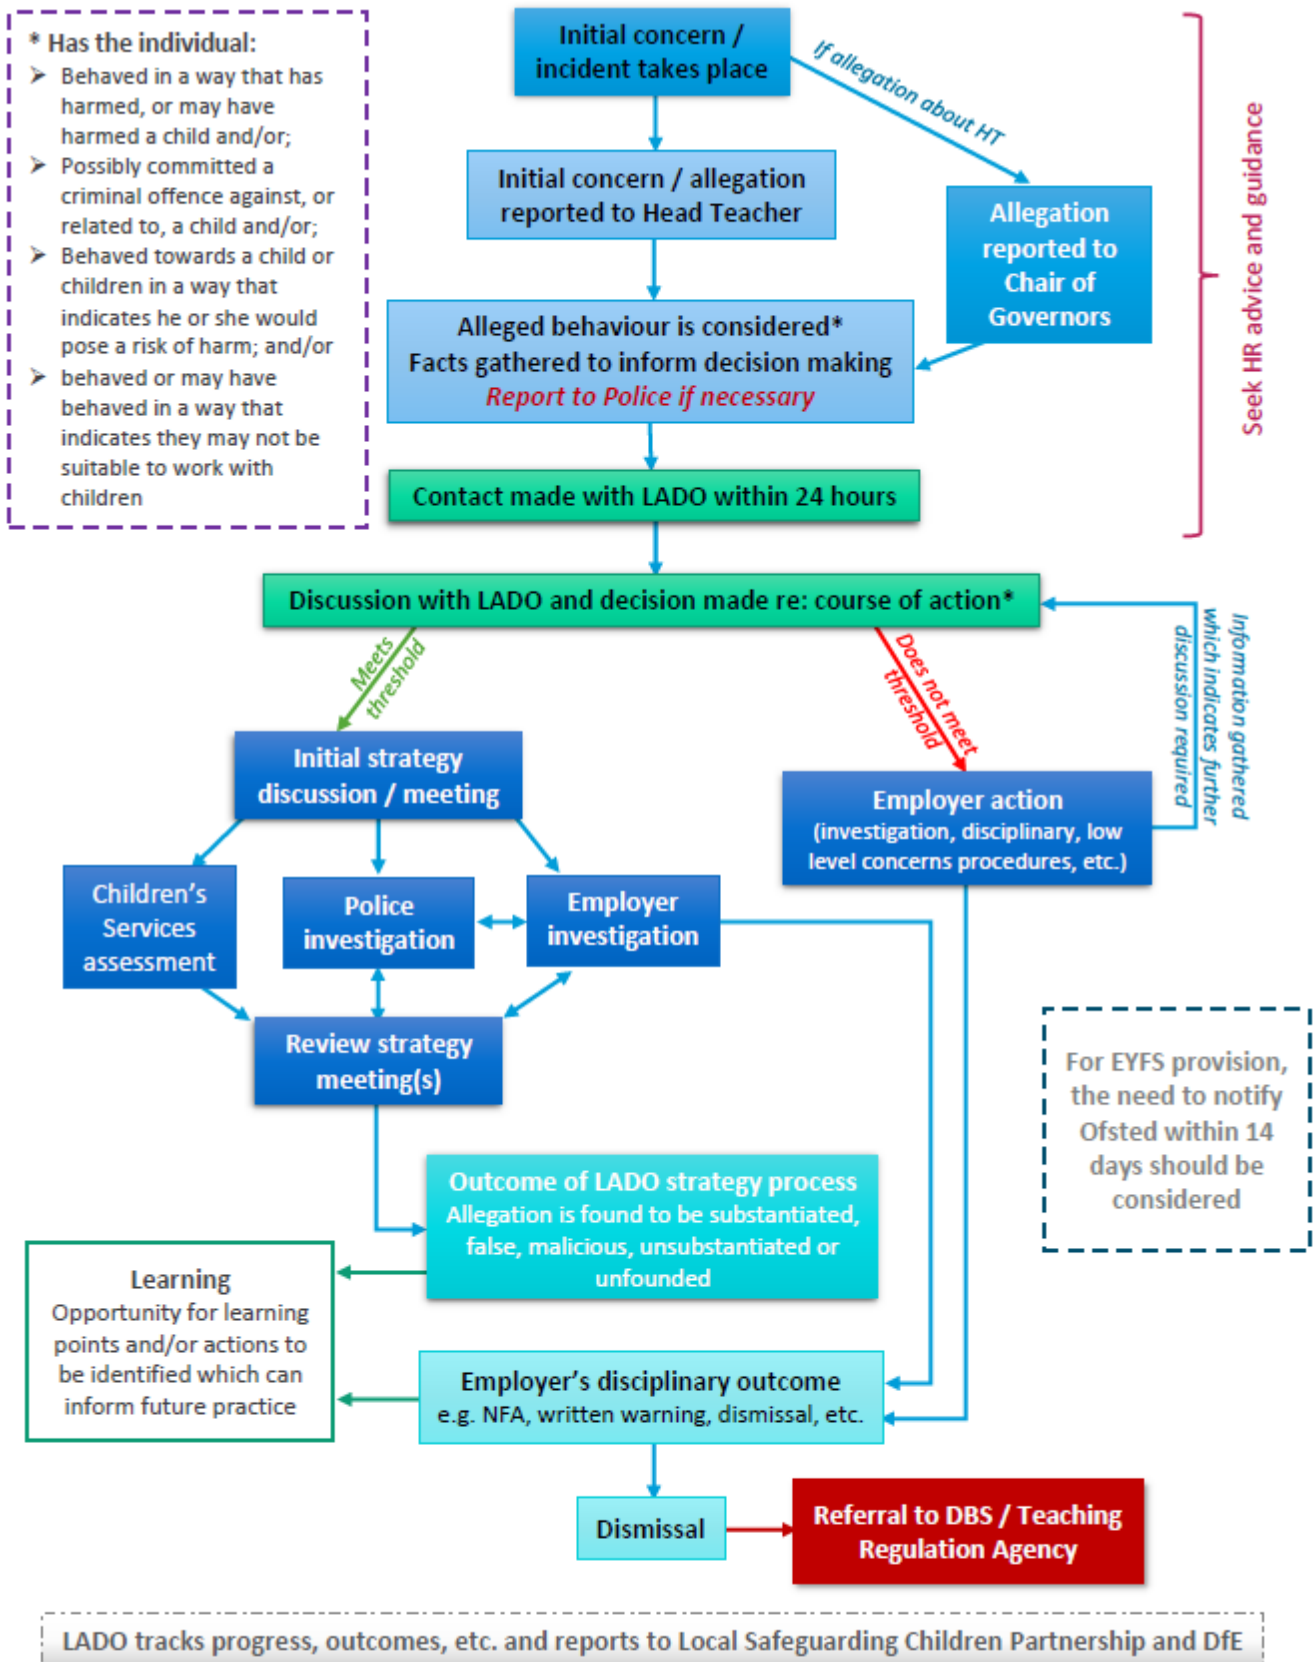 * Has the individual:
➢ Behaved in a way that has
harmed, or may have
harmed a child and/or;
➢ Possibly committed a
criminal offence against, or
related to, a child and/or;
➢ Behaved towards a child or
children in a way that
indicates he or she would
pose a risk of harm; and/or
➢ behaved or may have
behaved in a way that
indicates they may not be
suitable to work with
children
Initial concern /
incident takes place
If allegation about HT
Initial concern / allegation
reported to Head Teacher
Allegation
reported to
Chair of
Governors
Seek HR advice and guidance
Alleged behaviour is considered*
Facts gathered to inform decision making
Report to Police if necessary
Contact made with LADO within 24 hours
Discussion with LADO and decision made re: course of action*
Meets
threshold
Does not meet
threshold
Information gathered
which indicates further
discussion required
Initial strategy
discussion / meeting
Employer action
(investigation, disciplinary, low
level concerns procedures, etc.)
Children's
Services
assessment
Police
investigation
Employer
investigation
Review strategy
meeting(s)
For EYFS provision,
the need to notify
Ofsted within 14
days should be
considered
Outcome of LADO strategy process
Allegation is found to be substantiated,
false, malicious, unsubstantiated or
unfounded
Learning
Opportunity for learning
points and/or actions to
be identified which can
inform future practice
Employer's disciplinary outcome
e.g. NFA, written warning, dismissal, etc.
Dismissal
Referral to DBS / Teaching
Regulation Agency
LADO tracks progress, outcomes, etc. and reports to Local Safeguarding Children Partnership and DfE